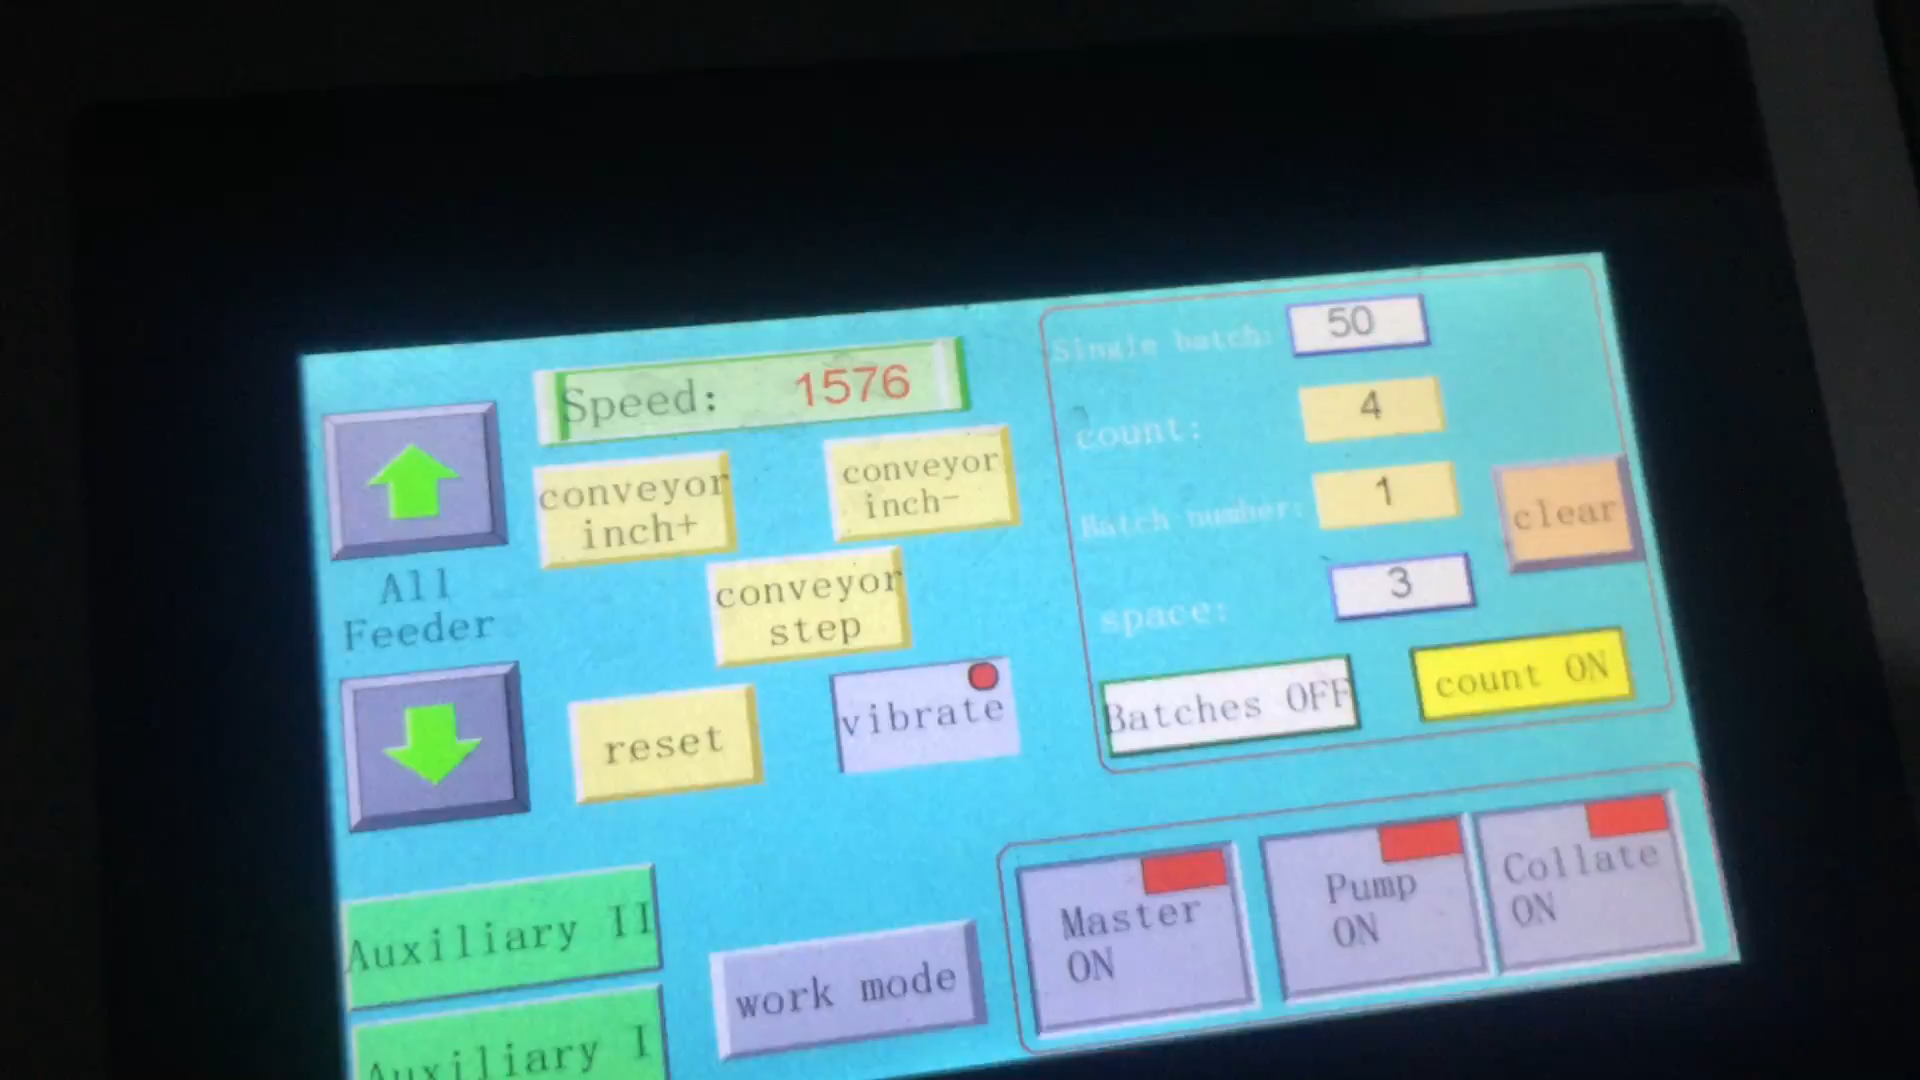 Speed: 1576
conveyor
inch+
conveyor
inch-
conveyor
step
All
Feeder
reset
vibrate
Single batch: 50
count: 4
Batch number: 1
clear
space: 3
Batches OFF
count ON
Auxiliary II
Auxiliary I
work mode
Master
ON
Pump
ON
Collate
ON